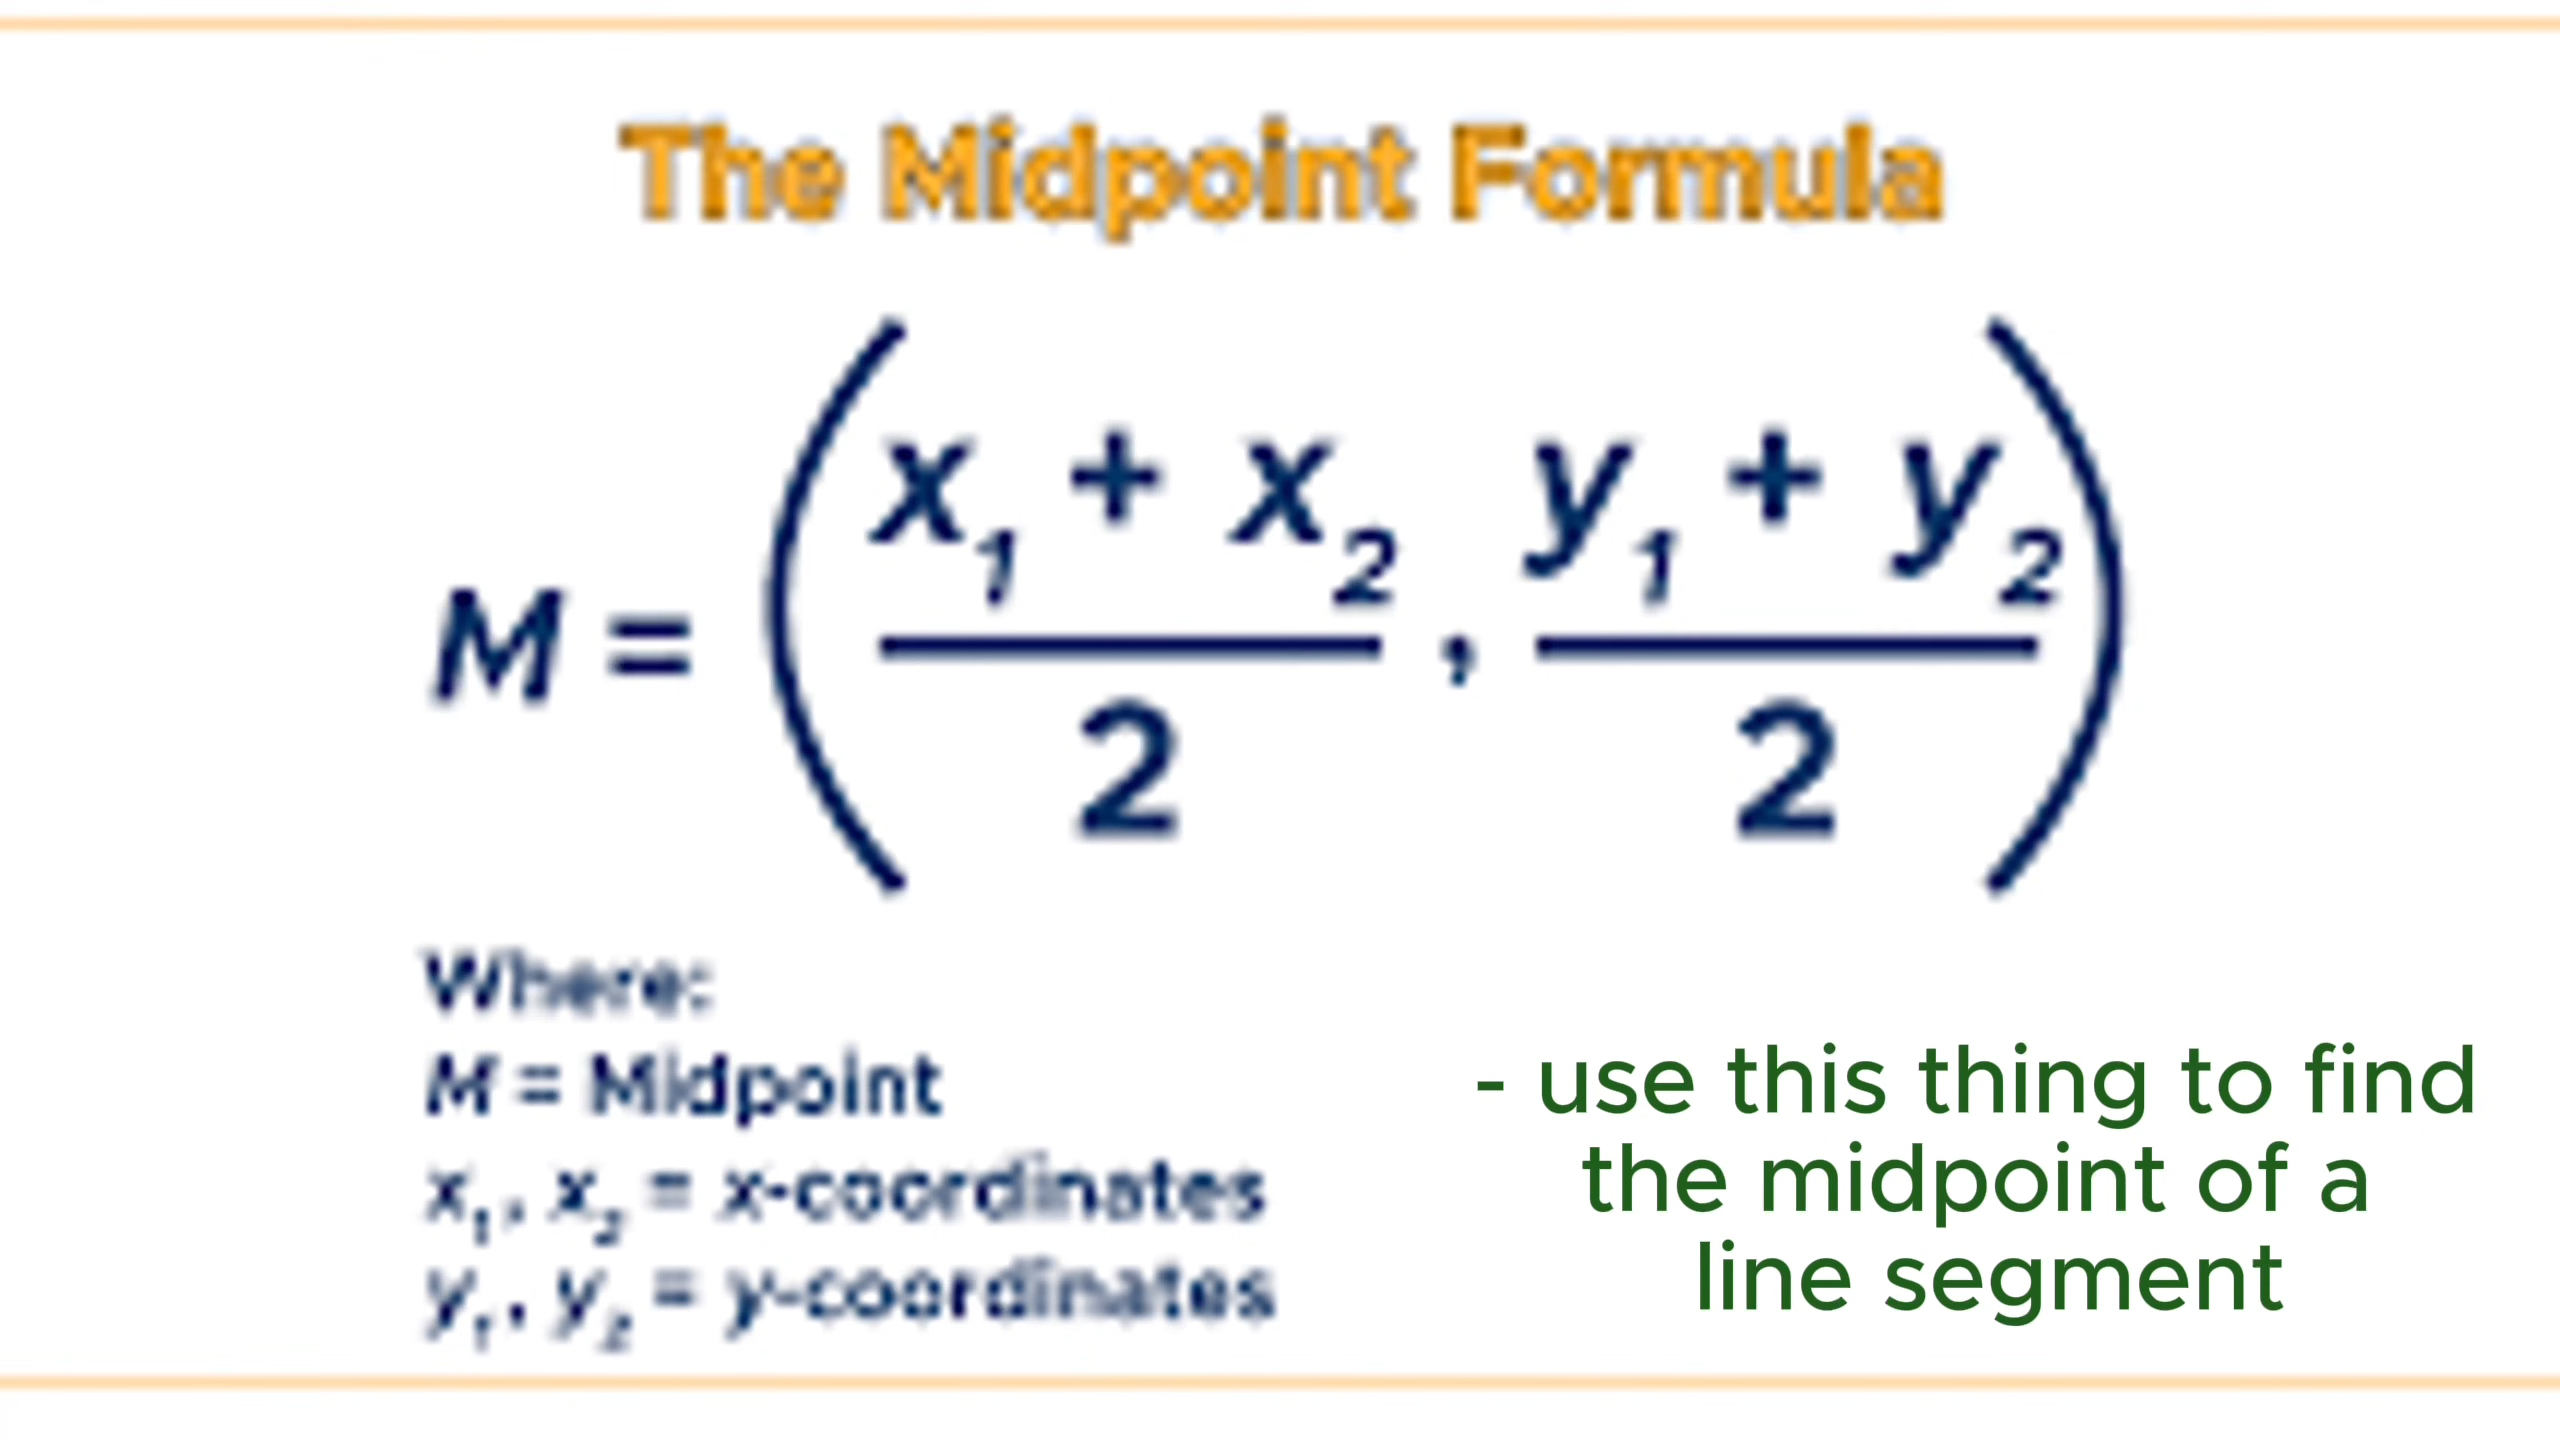 The Midpoint Formula
M = ( x₁ + x₂ / 2 , y₁ + y₂ / 2 )
Where:
M = Midpoint
x₁, x₂ = x-coordinates
y₁, y₂ = y-coordinates
- use this thing to find
the midpoint of a
line segment